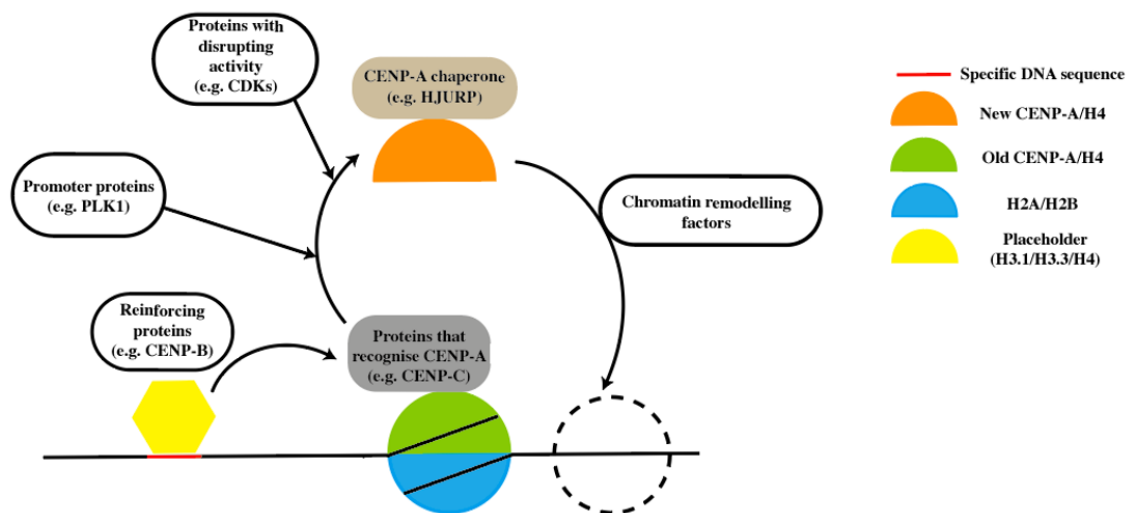 Proteins with
disrupting
activity
(e.g. CDKs)
CENP-A chaperone
(e.g. HJURP)
Promoter proteins
(e.g. PLK1)
Chromatin remodelling
factors
Reinforcing
proteins
(e.g. CENP-B)
Proteins that
recognise CENP-A
(e.g. CENP-C)
Specific DNA sequence
New CENP-A/H4
Old CENP-A/H4
H2A/H2B
Placeholder
(H3.1/H3.3/H4)